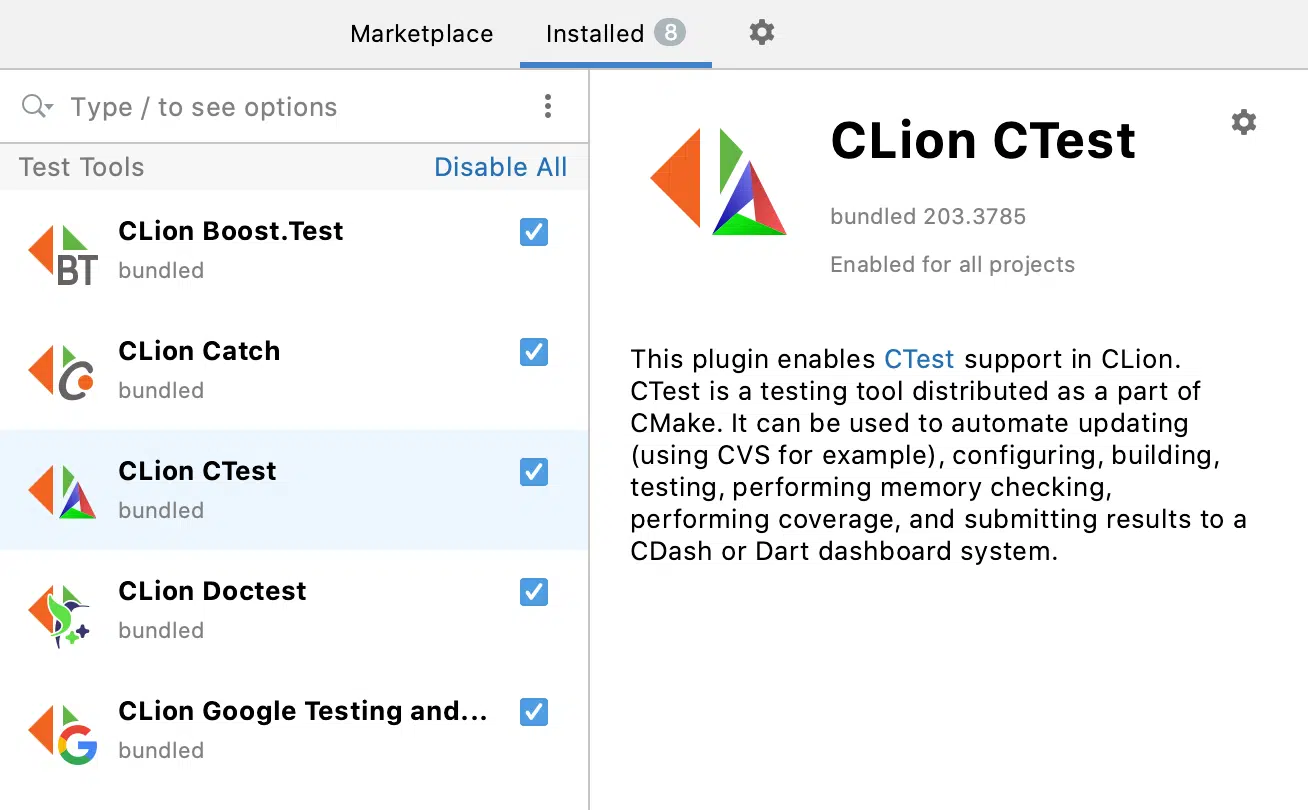 Marketplace
Installed 8
Type / to see options
Test Tools
Disable All
CLion Boost.Test
bundled
BT
CLion Catch
bundled
CLion CTest
bundled
CLion Doctest
bundled
CLion Google Testing and...
bundled
CLion CTest
bundled 203.3785
Enabled for all projects
This plugin enables CTest support in CLion.
CTest is a testing tool distributed as a part of
CMake. It can be used to automate updating
(using CVS for example), configuring, building,
testing, performing memory checking,
performing coverage, and submitting results to a
CDash or Dart dashboard system.